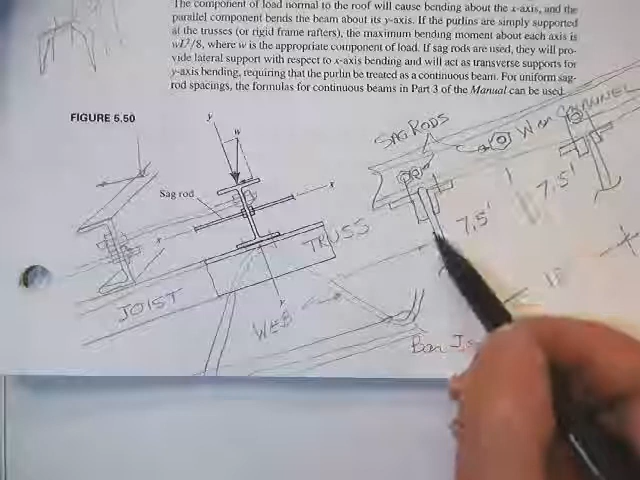 The component of load normal to the roof will cause bending about the x-axis, and the
parallel component bends the beam about its y-axis. If the purlins are simply supported
at the trusses (or rigid frame rafters), the maximum bending moment about each axis is
wL²/8, where w is the appropriate component of load. If sag rods are used, they will pro-
vide lateral support with respect to x-axis bending and will act as transverse supports for
y-axis bending, requiring that the purlin be treated as a continuous beam. For uniform sag-
rod spacings, the formulas for continuous beams in Part 3 of the Manual can be used.
FIGURE 5.50
y
w
Sag rod
x
SAG RODS
W or CHANNEL
7.5'
7.5'
TRUSS
JOIST
WEB
15
Bar